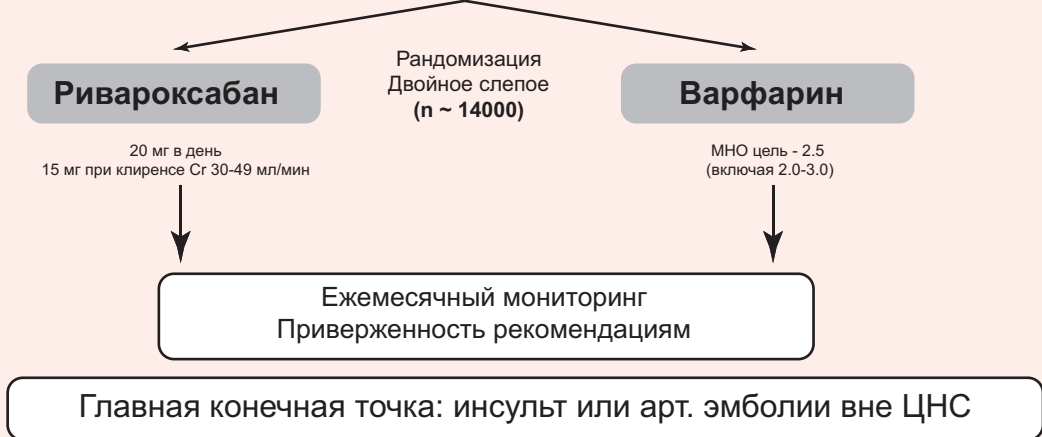 Рандомизация
Двойное слепое
(n ~ 14000)
Ривароксабан
Варфарин
20 мг в день
15 мг при клиренсе Cr 30-49 мл/мин
МНО цель - 2.5
(включая 2.0-3.0)
Ежемесячный мониторинг
Приверженность рекомендациям
Главная конечная точка: инсульт или арт. эмболии вне ЦНС